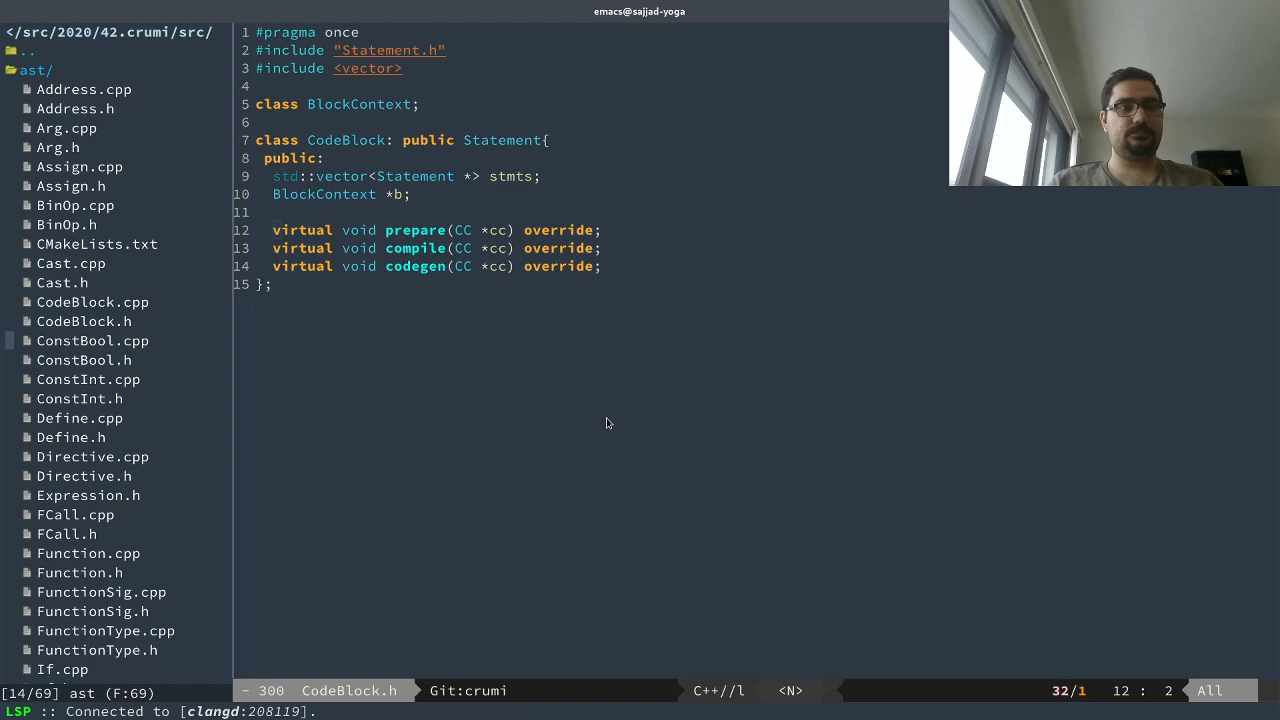 emacs@sajjad-yoga
</src/2020/42.crumi/src/
..
ast/
Address.cpp
Address.h
Arg.cpp
Arg.h
Assign.cpp
Assign.h
BinOp.cpp
BinOp.h
CMakeLists.txt
Cast.cpp
Cast.h
CodeBlock.cpp
CodeBlock.h
ConstBool.cpp
ConstBool.h
ConstInt.cpp
ConstInt.h
Define.cpp
Define.h
Directive.cpp
Directive.h
Expression.h
FCall.cpp
FCall.h
Function.cpp
Function.h
FunctionSig.cpp
FunctionSig.h
FunctionType.cpp
FunctionType.h
If.cpp
[14/69] ast (F:69)
1 #pragma once
2 #include "Statement.h"
3 #include <vector>
4
5 class BlockContext;
6
7 class CodeBlock: public Statement{
8 public:
9 std::vector<Statement *> stmts;
10 BlockContext *b;
11
12 virtual void prepare(CC *cc) override;
13 virtual void compile(CC *cc) override;
14 virtual void codegen(CC *cc) override;
15 };
- 300 CodeBlock.h Git:crumi C++//l <N> 32/1 12 : 2 All
LSP :: Connected to [clangd:208119].